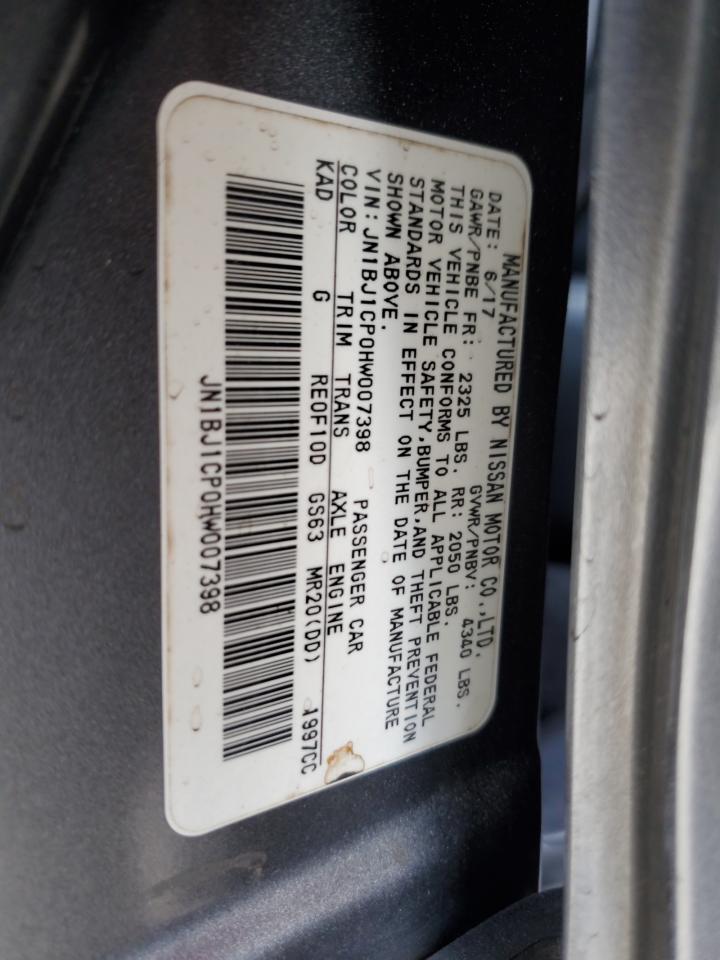 MANUFACTURED BY NISSAN MOTOR CO.,LTD.
DATE: 6/17 GVWR/PNBV: 4340 LBS.
GAWR/PNBE FR: 2325 LBS. RR: 2050 LBS.
THIS VEHICLE CONFORMS TO ALL APPLICABLE FEDERAL
MOTOR VEHICLE SAFETY,BUMPER,AND THEFT PREVENTION
STANDARDS IN EFFECT ON THE DATE OF MANUFACTURE
SHOWN ABOVE.
VIN: JN1BJ1CP0HW007398 PASSENGER CAR
COLOR TRIM TRANS AXLE ENGINE
KAD G RE0F10D GS63 MR20(DD) 1997CC
JN1BJ1CP0HW007398